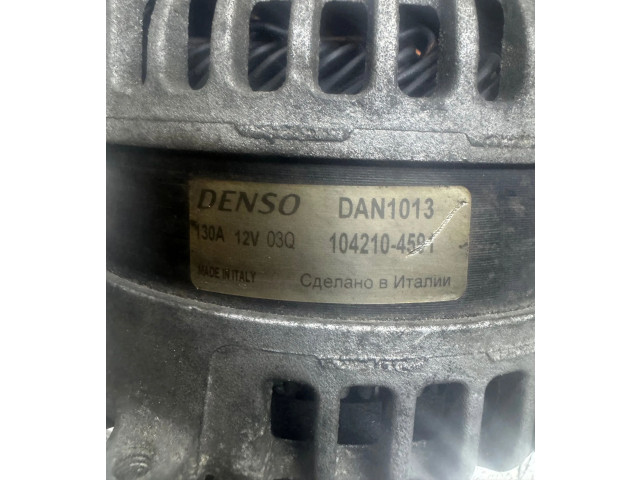 DENSO DAN1013
130A 12V 03Q 104210-4591
MADE IN ITALY Сделано в Италии